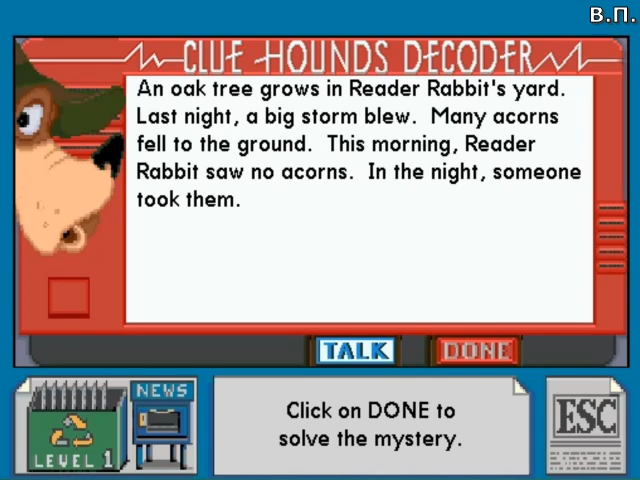 В.П.
CLUE HOUNDS DECODER
An oak tree grows in Reader Rabbit's yard.
Last night, a big storm blew.  Many acorns
fell to the ground.  This morning, Reader
Rabbit saw no acorns.  In the night, someone
took them.
TALK DONE
NEWS
LEVEL 1
Click on DONE to
solve the mystery.
ESC